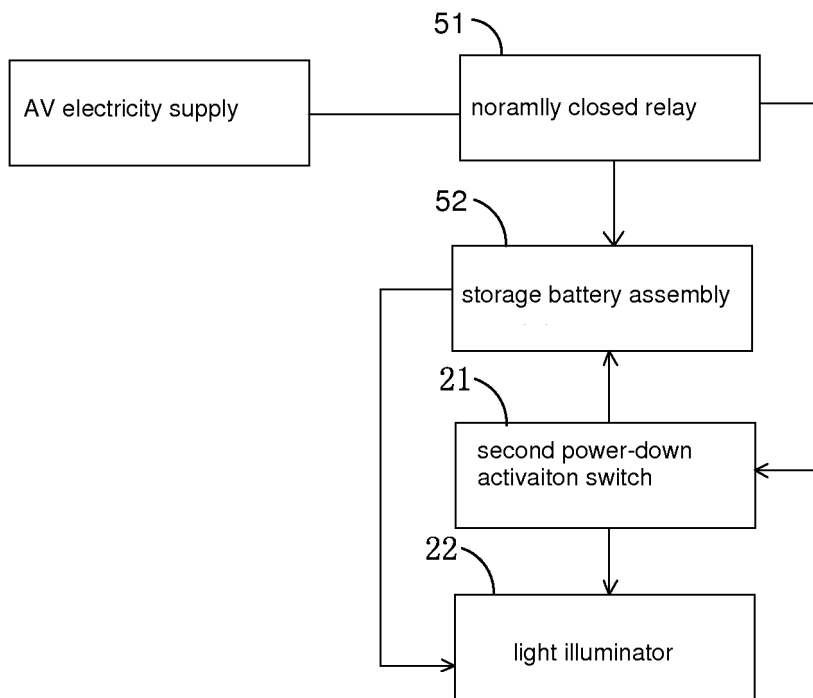 51
AV electricity supply
noramlly closed relay
52
storage battery assembly
21
second power-down
activaiton switch
22
light illuminator